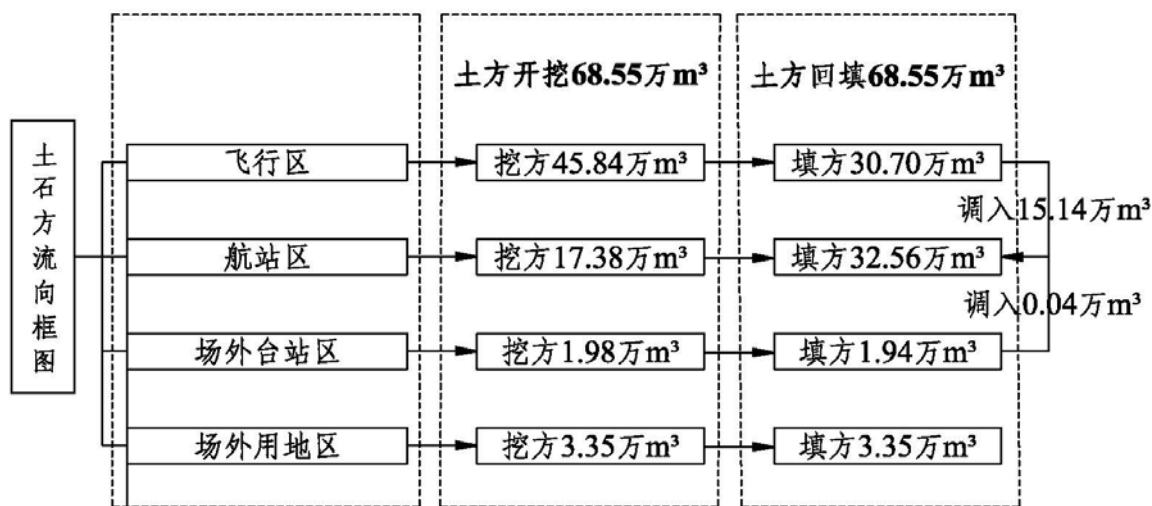 土方开挖68.55万m³
土方回填68.55万m³
土石方流向框图
飞行区
挖方45.84万m³
填方30.70万m³
调入15.14万m³
航站区
挖方17.38万m³
填方32.56万m³
调入0.04万m³
场外台站区
挖方1.98万m³
填方1.94万m³
场外用地区
挖方3.35万m³
填方3.35万m³